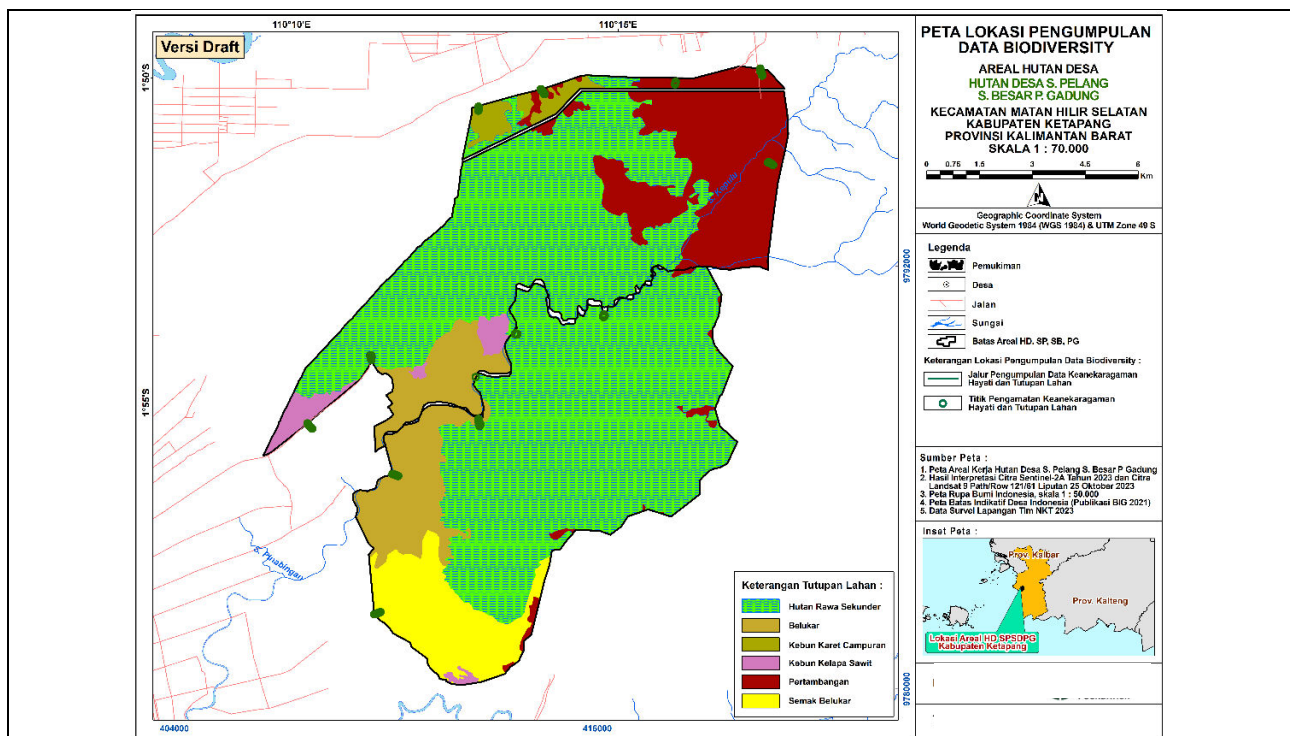 110°10'E
110°15'E
Versi Draft
1°50'S
1°55'S
Kepulu
S. Pinabingan
9792000
9780000
404000
416000
Keterangan Tutupan Lahan :
Hutan Rawa Sekunder
Belukar
Kebun Karet Campuran
Kebun Kelapa Sawit
Pertambangan
Semak Belukar
PETA LOKASI PENGUMPULAN
DATA BIODIVERSITY
AREAL HUTAN DESA
HUTAN DESA S. PELANG
S. BESAR P. GADUNG
KECAMATAN MATAN HILIR SELATAN
KABUPATEN KETAPANG
PROVINSI KALIMANTAN BARAT
SKALA 1 : 70.000
0 0.75 1.5 3 4.5 6
Km
N
Geographic Coordinate System
World Geodetic System 1984 (WGS 1984) & UTM Zone 49 S
Legenda
Pemukiman
Desa
Jalan
Sungai
Batas Areal HD. SP, SB, PG
Keterangan Lokasi Pengumpulan Data Biodiversity :
Jalur Pengumpulan Data Keanekaragaman
Hayati dan Tutupan Lahan
Titik Pengamatan Keanekaragaman
Hayati dan Tutupan Lahan
Sumber Peta :
1. Peta Areal Kerja Hutan Desa S. Pelang S. Besar P Gadung
2. Hasil Interpretasi Citra Sentinel-2A Tahun 2023 dan Citra
Landsat 9 Path/Row 121/61 Liputan 25 Oktober 2023
3. Peta Rupa Bumi Indonesia, skala 1 : 50.000
4. Peta Batas Indikatif Desa Indonesia (Publikasi BIG 2021)
5. Data Survei Lapangan Tim NKT 2023
Inset Peta :
Prov. Kalbar
Prov. Kalteng
Lokasi Areal HD SPSDPG
Kabupaten Ketapang